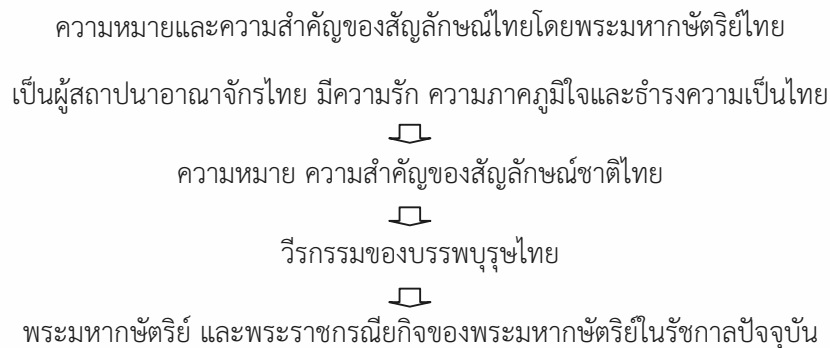 ความหมายและความสำคัญของสัญลักษณ์ไทยโดยพระมหากษัตริย์ไทย
เป็นผู้สถาปนาอาณาจักรไทย มีความรัก ความภาคภูมิใจและธำรงความเป็นไทย
ความหมาย ความสำคัญของสัญลักษณ์ชาติไทย
วีรกรรมของบรรพบุรุษไทย
พระมหากษัตริย์ และพระราชกรณียกิจของพระมหากษัตริย์ในรัชกาลปัจจุบัน